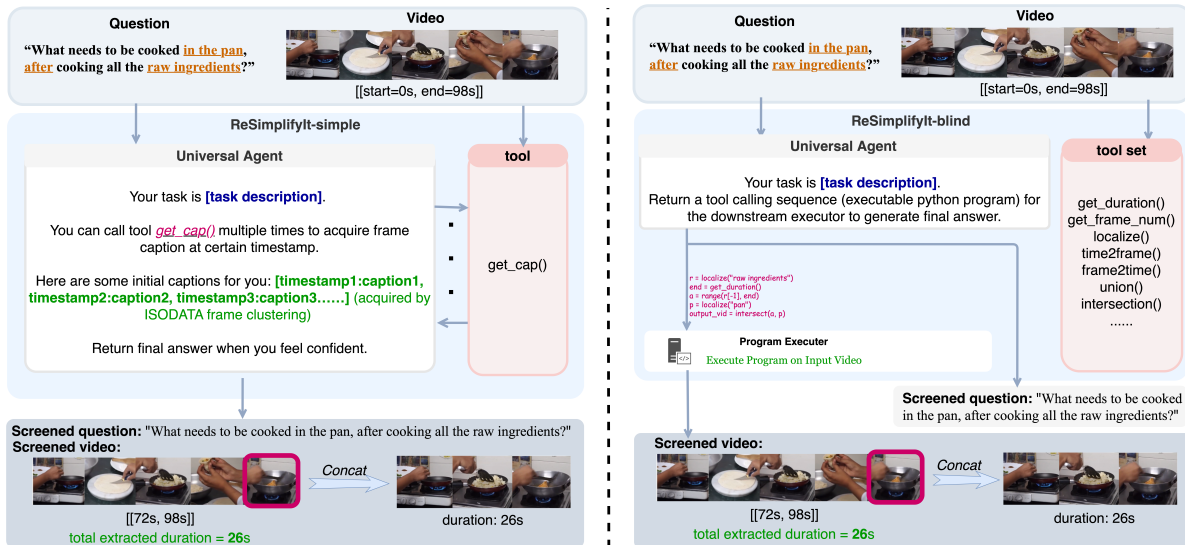 Question
Video
“What needs to be cooked in the pan,
after cooking all the raw ingredients?”
[[start=0s, end=98s]]
ReSimplifyIt-simple
Universal Agent
tool
Your task is [task description].
You can call tool get_cap() multiple times to acquire frame
caption at certain timestamp.
get_cap()
Here are some initial captions for you: [timestamp1:caption1,
timestamp2:caption2, timestamp3:caption3......] (acquired by
ISODATA frame clustering)
Return final answer when you feel confident.
Screened question: "What needs to be cooked in the pan, after cooking all the raw ingredients?"
Screened video:
Concat
[[72s, 98s]]
duration: 26s
total extracted duration = 26s
Question
Video
“What needs to be cooked in the pan,
after cooking all the raw ingredients?”
[[start=0s, end=98s]]
ReSimplifyIt-blind
Universal Agent
tool set
Your task is [task description].
Return a tool calling sequence (executable python program) for
the downstream executor to generate final answer.
get_duration()
get_frame_num()
localize()
time2frame()
frame2time()
union()
intersection()
......
r = localize("raw ingredients")
end = get_duration()
a = range(r[-1], end)
p = localize("pan")
output_vid = intersect(a, p)
Program Executer
</>
Execute Program on Input Video
Screened question: "What needs to be cooked
in the pan, after cooking all the raw ingredients?"
Screened video:
Concat
[[72s, 98s]]
duration: 26s
total extracted duration = 26s